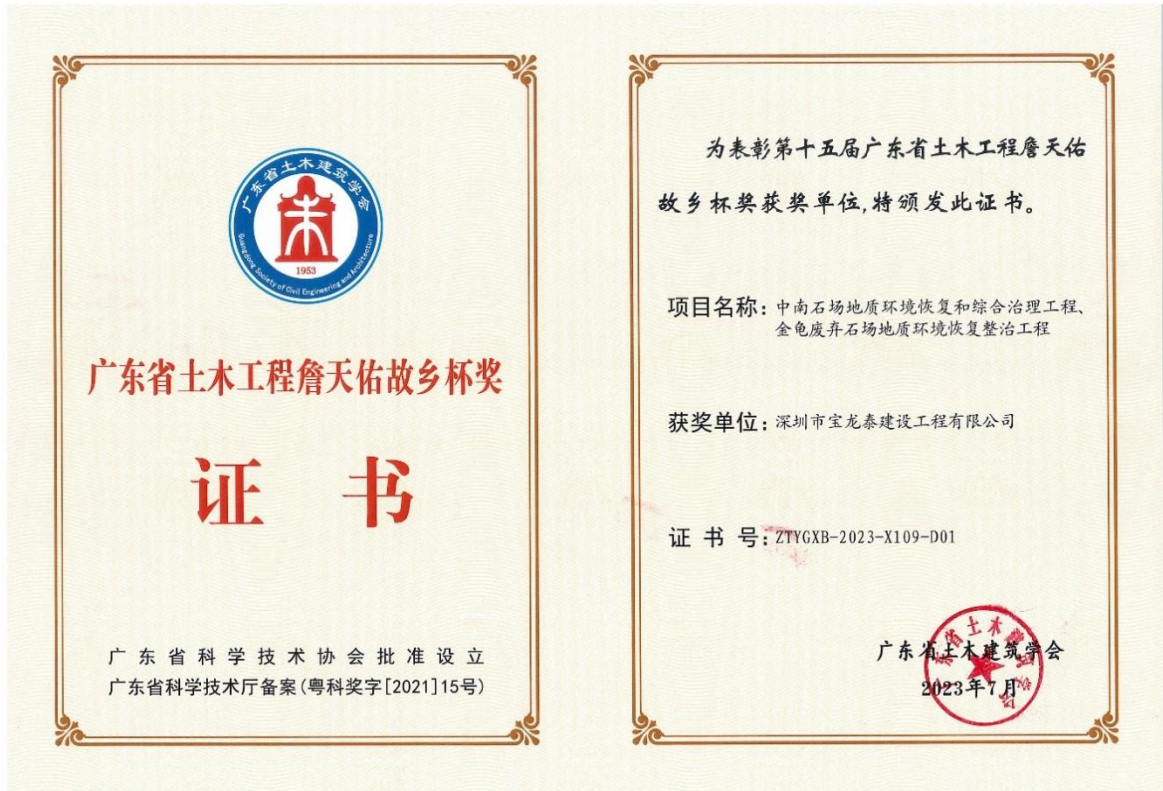 广东省土木建筑学会
1953
Guangdong Society of Civil Engineering and Architecture
广东省土木工程詹天佑故乡杯奖
证 书
广东省科学技术协会批准设立
广东省科学技术厅备案(粤科奖字[2021]15号)
为表彰第十五届广东省土木工程詹天佑
故乡杯奖获奖单位,特颁发此证书。
项目名称:中南石场地质环境恢复和综合治理工程、
金龟废弃石场地质环境恢复整治工程
获奖单位:深圳市宝龙泰建设工程有限公司
证 书 号:ZTYGXB-2023-X109-D01
广东省土木建筑学会
2023年7月
广东省土木建筑学会